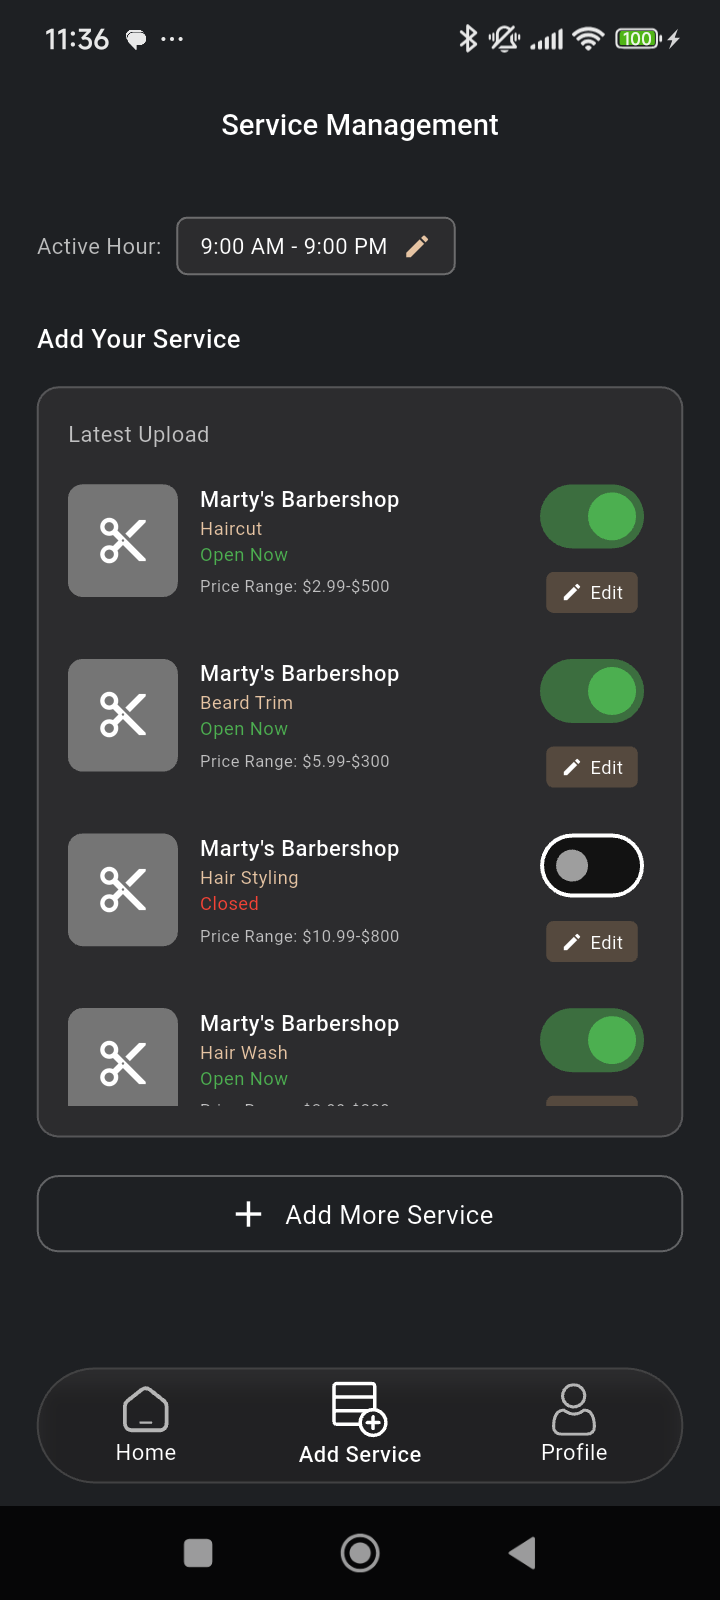 11:36
100
Service Management
Active Hour: 9:00 AM - 9:00 PM
Add Your Service
Latest Upload
Marty's Barbershop
Haircut
Open Now
Price Range: $2.99-$500
Edit
Marty's Barbershop
Beard Trim
Open Now
Price Range: $5.99-$300
Edit
Marty's Barbershop
Hair Styling
Closed
Price Range: $10.99-$800
Edit
Marty's Barbershop
Hair Wash
Open Now
Add More Service
Home
Add Service
Profile